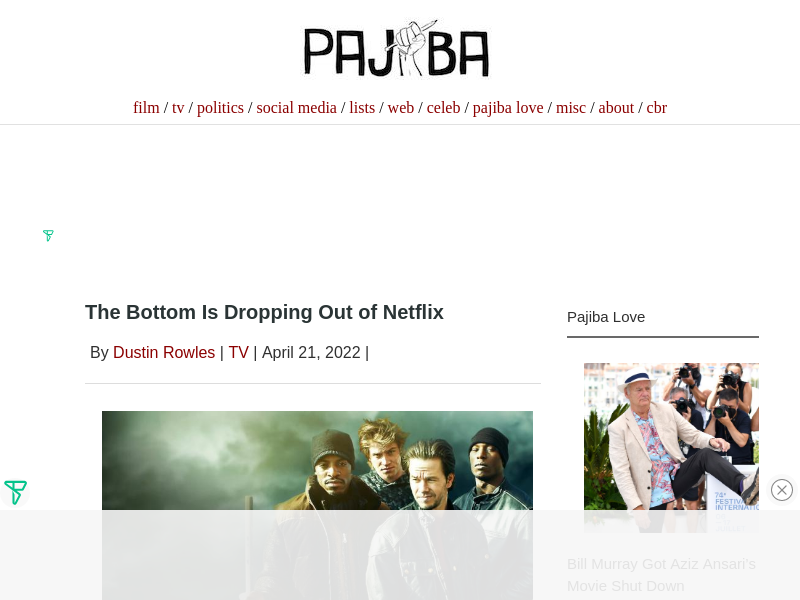 PAJIBA
film / tv / politics / social media / lists / web / celeb / pajiba love / misc / about / cbr
The Bottom Is Dropping Out of Netflix
By Dustin Rowles | TV | April 21, 2022 |
Pajiba Love
74e
FESTIVAL
INTERNATIO
Bill Murray Got Aziz Ansari's
Movie Shut Down